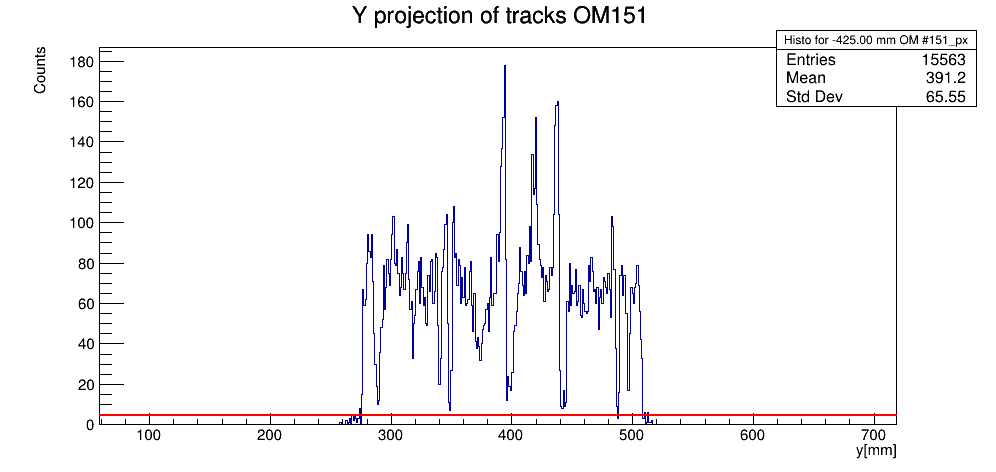 Y projection of tracks OM151
Histo for -425.00 mm OM #151_px
Entries 15563
Mean 391.2
Std Dev 65.55
Counts
180
160
140
120
100
80
60
40
20
0
100 200 300 400 500 600 700
y[mm]